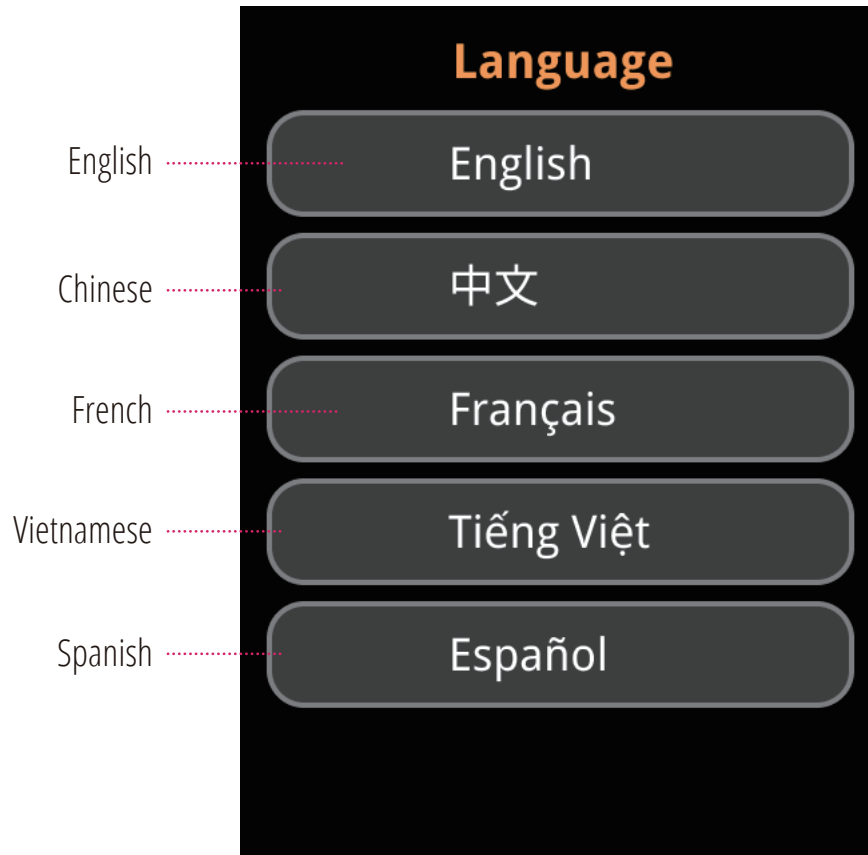 Language
English
English
Chinese
中文
French
Français
Vietnamese
Tiếng Việt
Spanish
Español